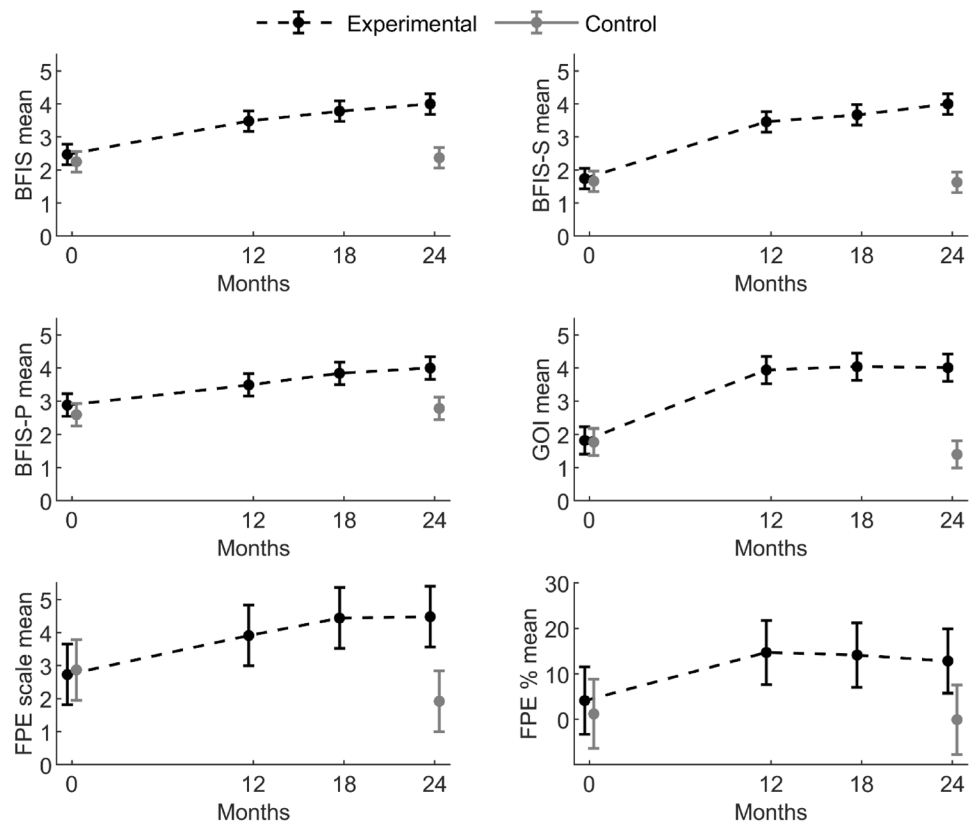 Experimental Control
BFIS mean
5
4
3
2
1
0
0 12 18 24
Months
BFIS-S mean
5
4
3
2
1
0
0 12 18 24
Months
BFIS-P mean
5
4
3
2
1
0
0 12 18 24
Months
GOI mean
5
4
3
2
1
0
0 12 18 24
Months
FPE scale mean
5
4
3
2
1
0
0 12 18 24
Months
FPE % mean
30
20
10
0
0 12 18 24
Months